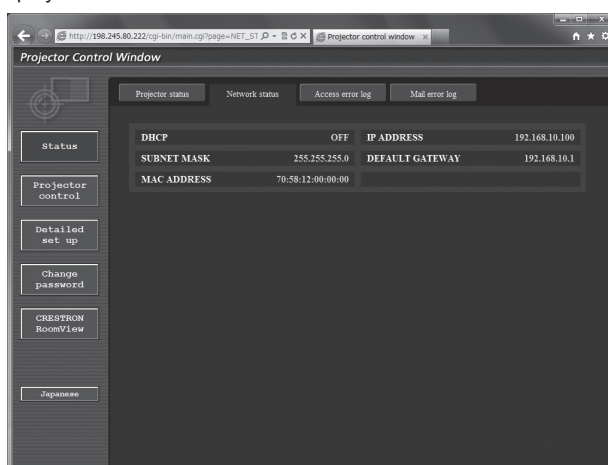 http://198.245.80.222/cgi-bin/main.cgi?page=NET_ST
Projector control window
Projector Control Window
Projector status
Network status
Access error log
Mail error log
Status
Projector control
Detailed set up
Change password
CRESTRON RoomView
Japanese
DHCP OFF IP ADDRESS 192.168.10.100
SUBNET MASK 255.255.255.0 DEFAULT GATEWAY 192.168.10.1
MAC ADDRESS 70:58:12:00:00:00